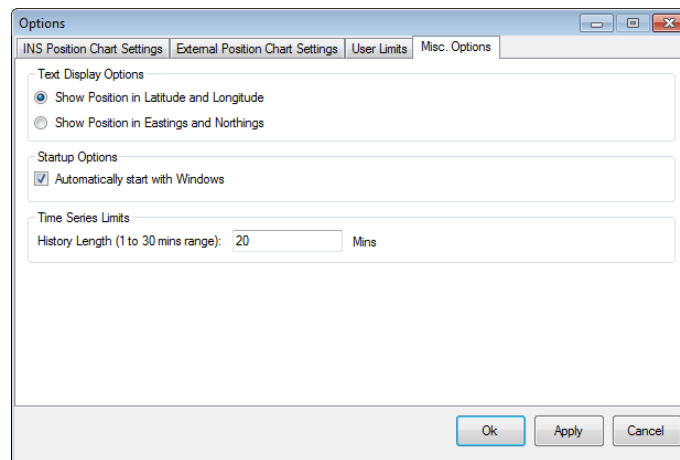 Options
INS Position Chart Settings External Position Chart Settings User Limits Misc. Options
Text Display Options
Show Position in Latitude and Longitude
Show Position in Eastings and Northings
Startup Options
Automatically start with Windows
Time Series Limits
History Length (1 to 30 mins range): 20 Mins
Ok Apply Cancel